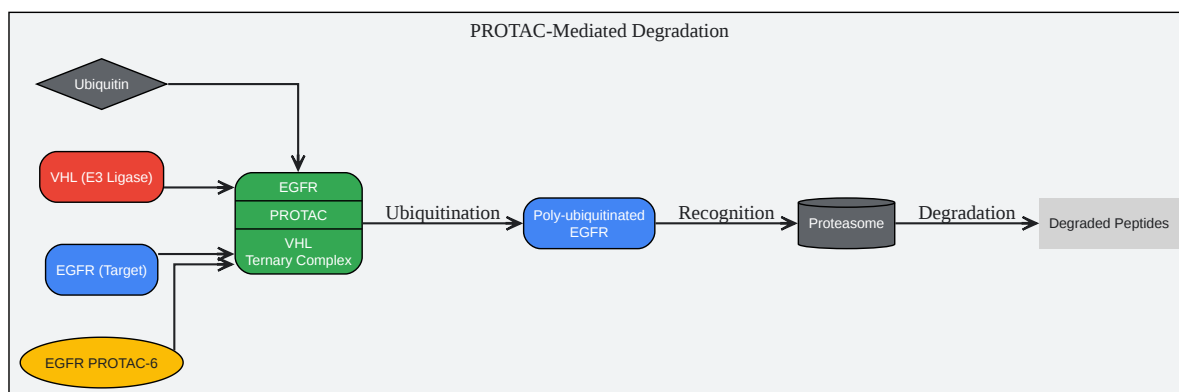 PROTAC-Mediated Degradation
Ubiquitin
VHL (E3 Ligase)
EGFR (Target)
EGFR PROTAC-6
EGFR
PROTAC
VHL
Ternary Complex
Ubiquitination
Poly-ubiquitinated
EGFR
Recognition
Proteasome
Degradation
Degraded Peptides